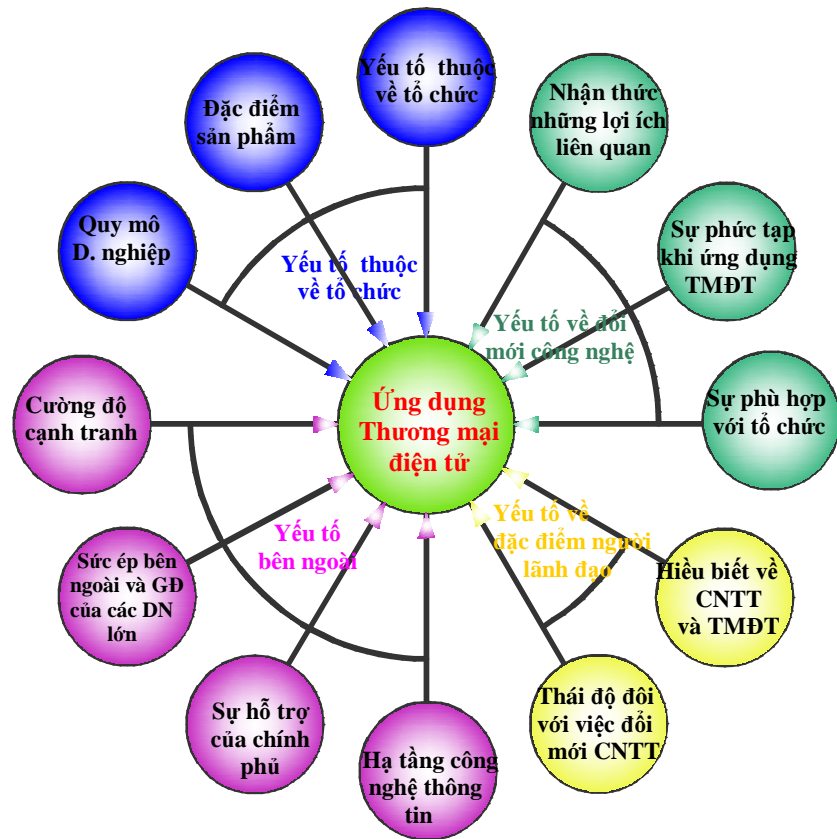 Yếu tố thuộc
về tổ chức
Đặc điểm
sản phẩm
Quy mô
D. nghiệp
Yếu tố thuộc
về tổ chức
Nhận thức
những lợi ích
liên quan
Sự phức tạp
khi ứng dụng
TMĐT
Sự phù hợp
với tổ chức
Yếu tố về đổi
mới công nghệ
Ứng dụng
Thương mại
điện tử
Cường độ
cạnh tranh
Sức ép bên
ngoài và GĐ
của các DN
lớn
Sự hỗ trợ
của chính
phủ
Hạ tầng công
nghệ thông
tin
Yếu tố
bên ngoài
Yếu tố về
đặc điểm người
lãnh đạo
Hiều biết về
CNTT
và TMĐT
Thái độ đôi
với việc đổi
mới CNTT